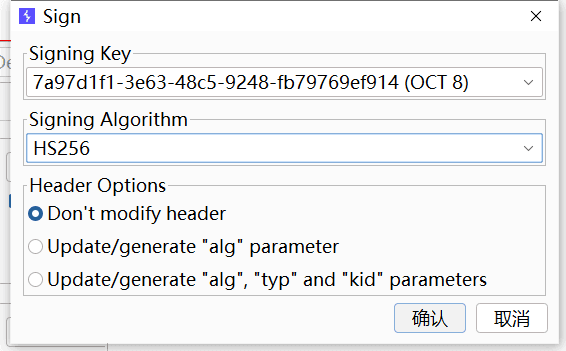 Sign
Signing Key
7a97d1f1-3e63-48c5-9248-fb79769ef914 (OCT 8)
Signing Algorithm
HS256
Header Options
Don't modify header
Update/generate "alg" parameter
Update/generate "alg", "typ" and "kid" parameters
确认
取消